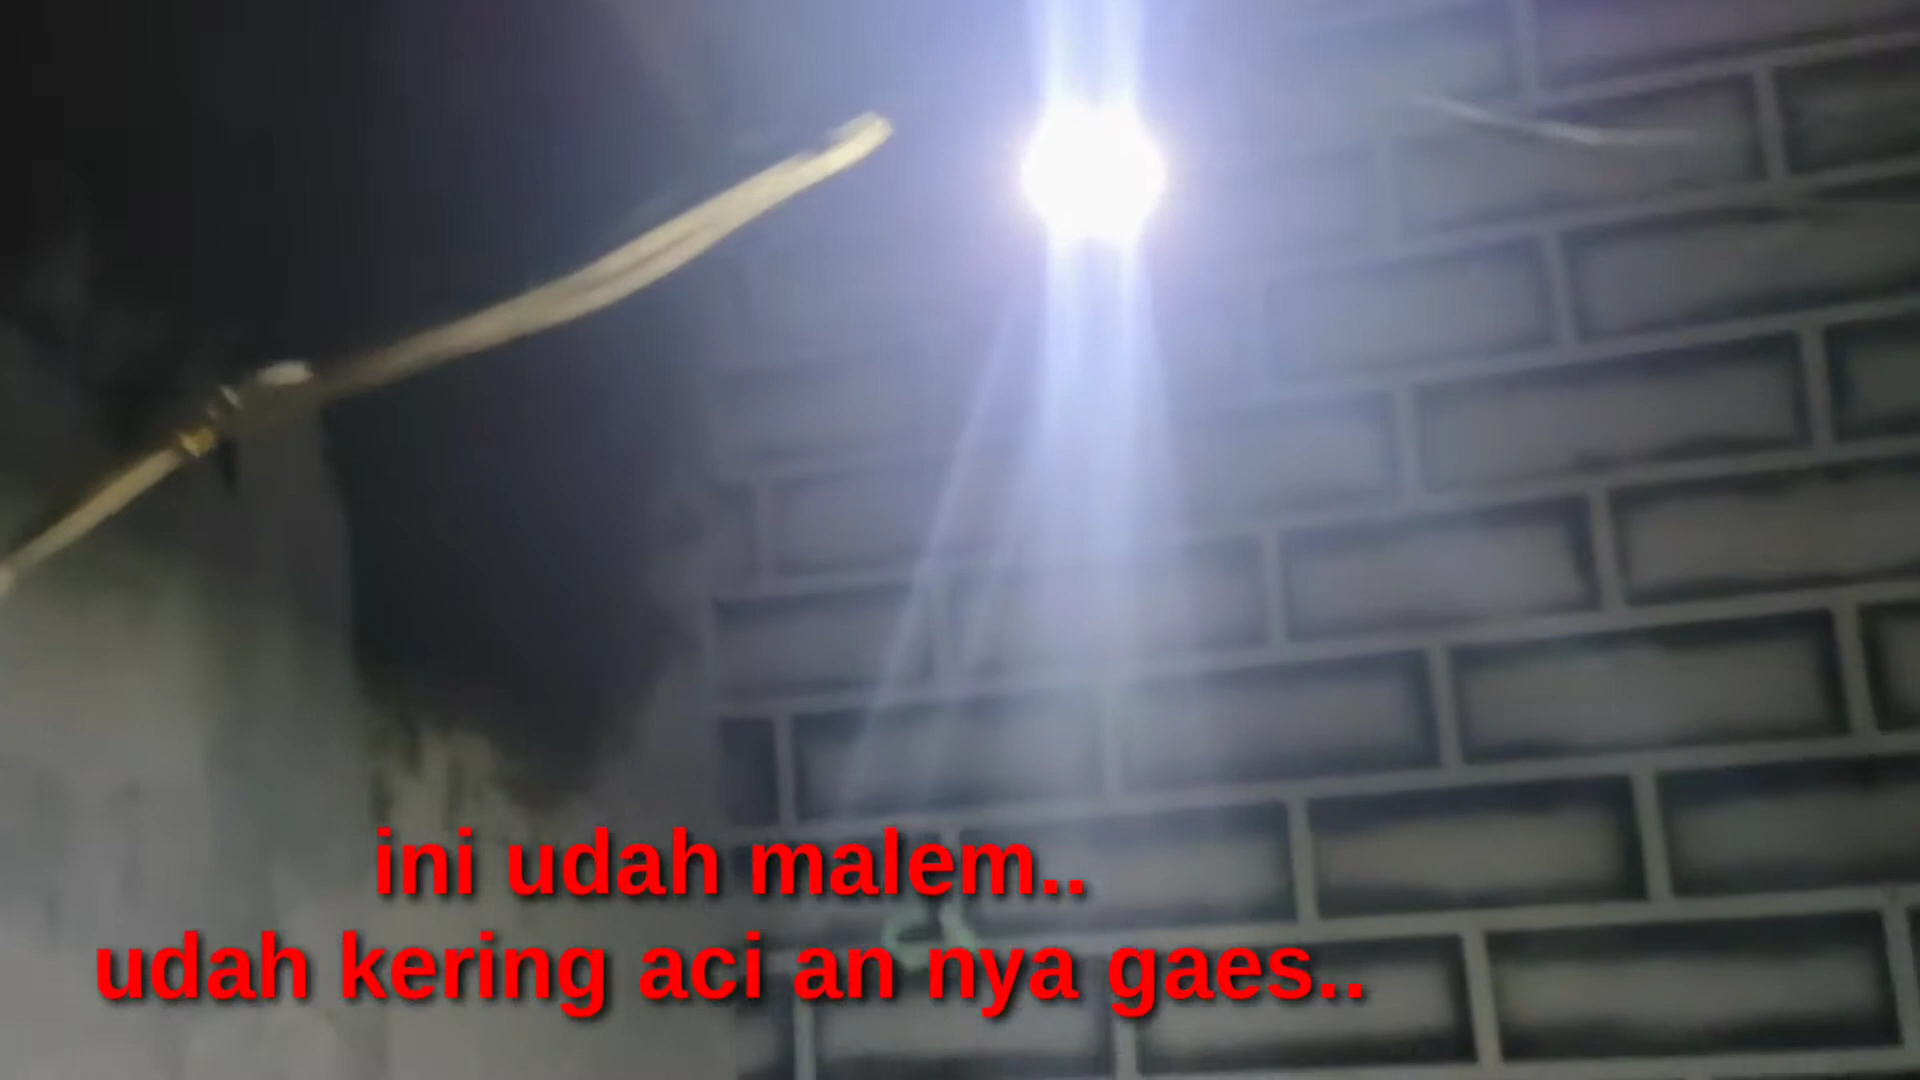 ini udah malem..
udah kering aci an nya gaes..